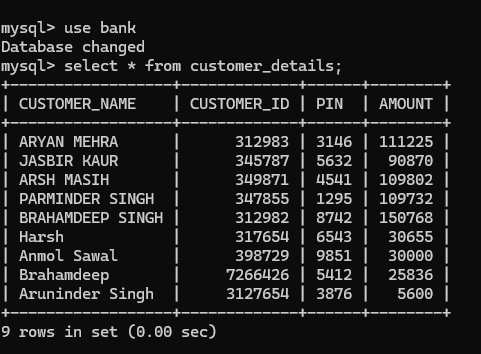 mysql> use bank
Database changed
mysql> select * from customer_details;
+------------------+-------------+------+--------+
| CUSTOMER_NAME    | CUSTOMER_ID | PIN  | AMOUNT |
+------------------+-------------+------+--------+
| ARYAN MEHRA      |      312983 | 3146 | 111225 |
| JASBIR KAUR      |      345787 | 5632 |  90870 |
| ARSH MASIH       |      349871 | 4541 | 109802 |
| PARMINDER SINGH  |      347855 | 1295 | 109732 |
| BRAHAMDEEP SINGH |      312982 | 8742 | 150768 |
| Harsh            |      317654 | 6543 |  30655 |
| Anmol Sawal      |      398729 | 9851 |  30000 |
| Brahamdeep       |     7266426 | 5412 |  25836 |
| Aruninder Singh  |     3127654 | 3876 |   5600 |
+------------------+-------------+------+--------+
9 rows in set (0.00 sec)